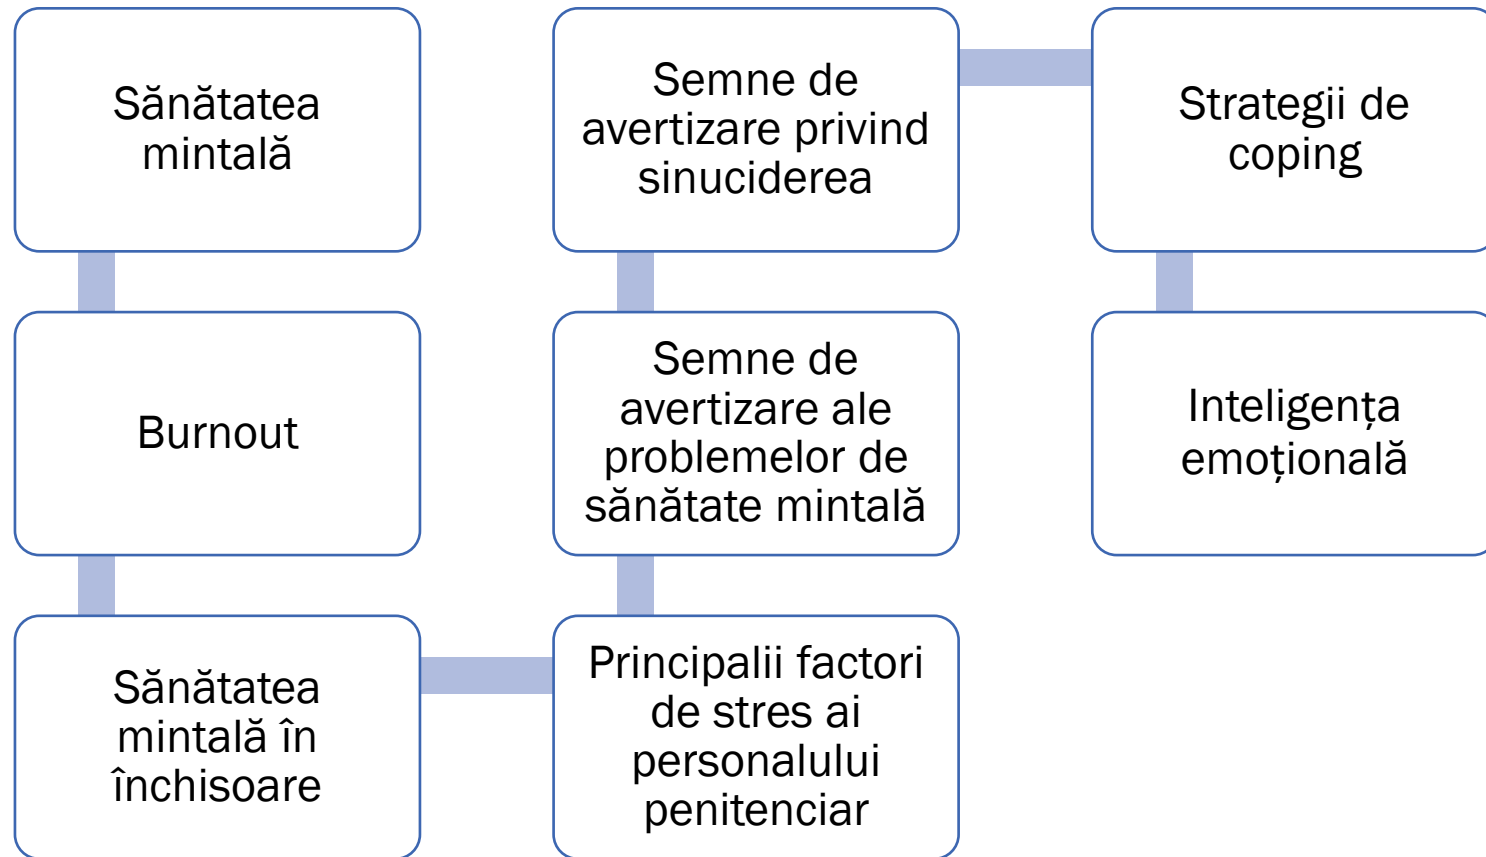 Sănătatea
mintală
Burnout
Sănătatea
mintală în
închisoare
Principalii factori
de stres ai
personalului
penitenciar
Semne de
avertizare ale
problemelor de
sănătate mintală
Semne de
avertizare privind
sinuciderea
Strategii de
coping
Inteligența
emoțională